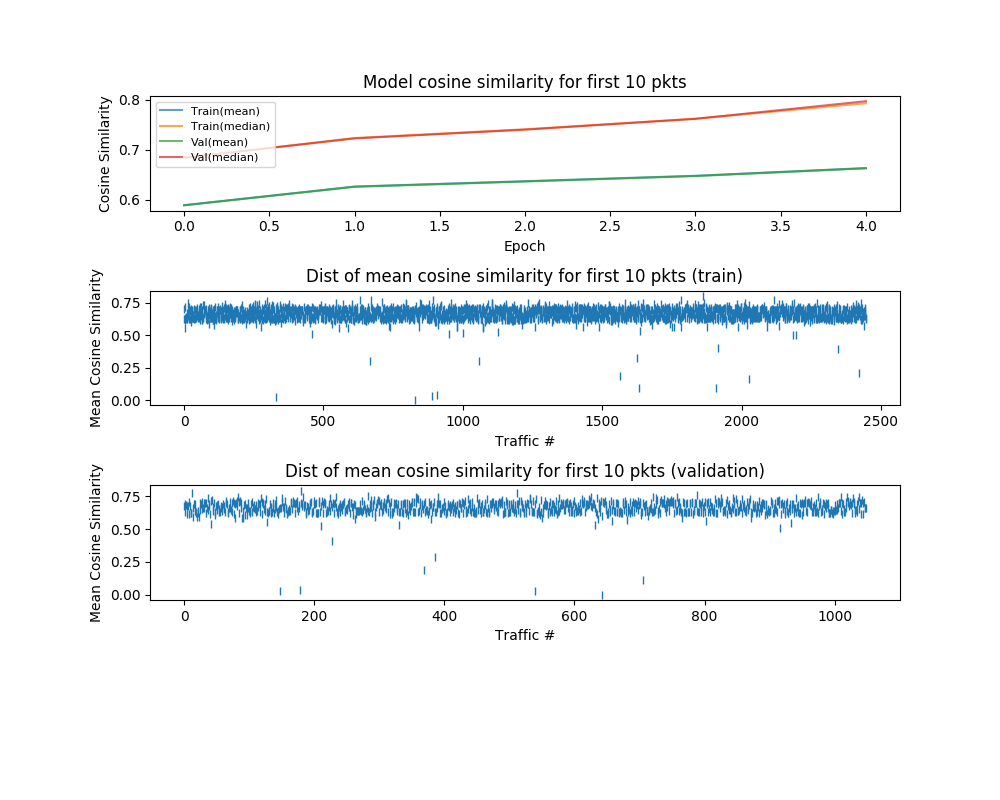 Model cosine similarity for first 10 pkts
Cosine Similarity
0.8
0.7
0.6
Train(mean)
Train(median)
Val(mean)
Val(median)
0.0 0.5 1.0 1.5 2.0 2.5 3.0 3.5 4.0
Epoch
Dist of mean cosine similarity for first 10 pkts (train)
Mean Cosine Similarity
0.75
0.50
0.25
0.00
0 500 1000 1500 2000 2500
Traffic #
Dist of mean cosine similarity for first 10 pkts (validation)
Mean Cosine Similarity
0.75
0.50
0.25
0.00
0 200 400 600 800 1000
Traffic #